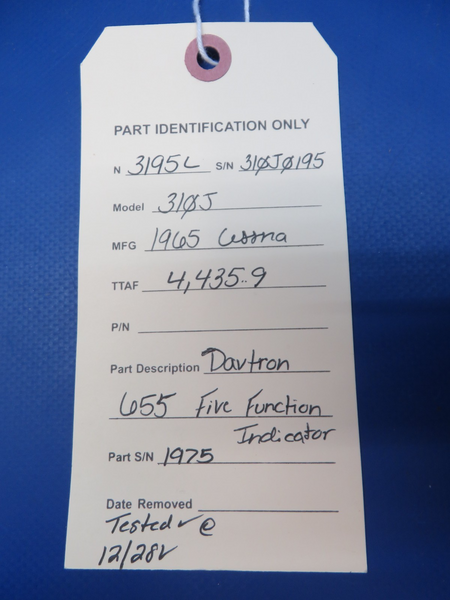 PART IDENTIFICATION ONLY
N 3195L S/N 310J0195
Model 310J
MFG 1965 Cessna
TTAF 4,435.9
P/N
Part Description Davtron
655 Five Function
Indicator
Part S/N 1975
Date Removed
Tested ✓ @
12/28